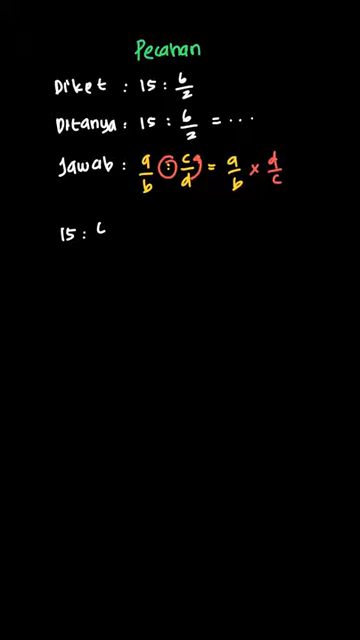 Pecahan
Diket : 15 : 6/2
Ditanya : 15 : 6/2 = ...
Jawab : a/b : c/d = a/b × d/c
15 :